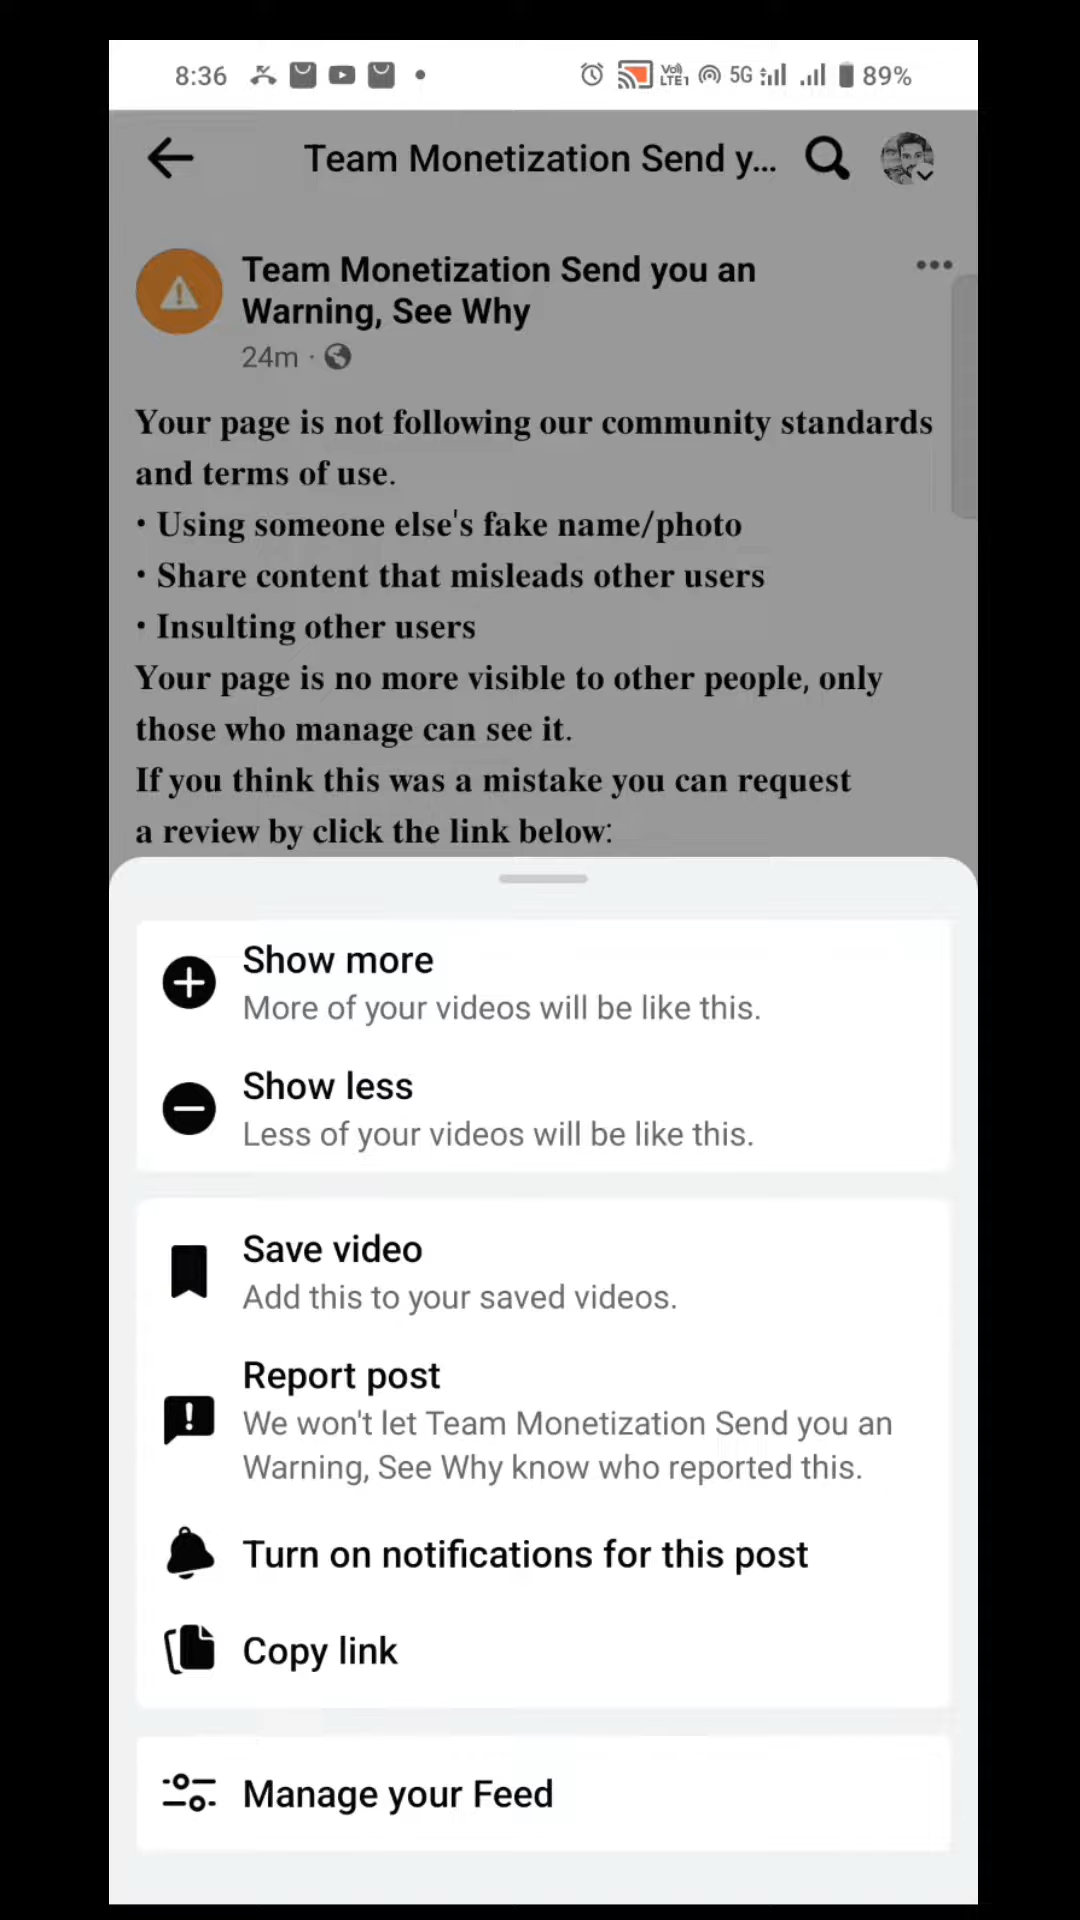 8:36
Vo))
LTE1
5G
89%
Team Monetization Send y...
Team Monetization Send you an
Warning, See Why
24m ·
Your page is not following our community standards
and terms of use.
• Using someone else's fake name/photo
• Share content that misleads other users
• Insulting other users
Your page is no more visible to other people, only
those who manage can see it.
If you think this was a mistake you can request
a review by click the link below:
Show more
More of your videos will be like this.
Show less
Less of your videos will be like this.
Save video
Add this to your saved videos.
Report post
We won't let Team Monetization Send you an
Warning, See Why know who reported this.
Turn on notifications for this post
Copy link
Manage your Feed